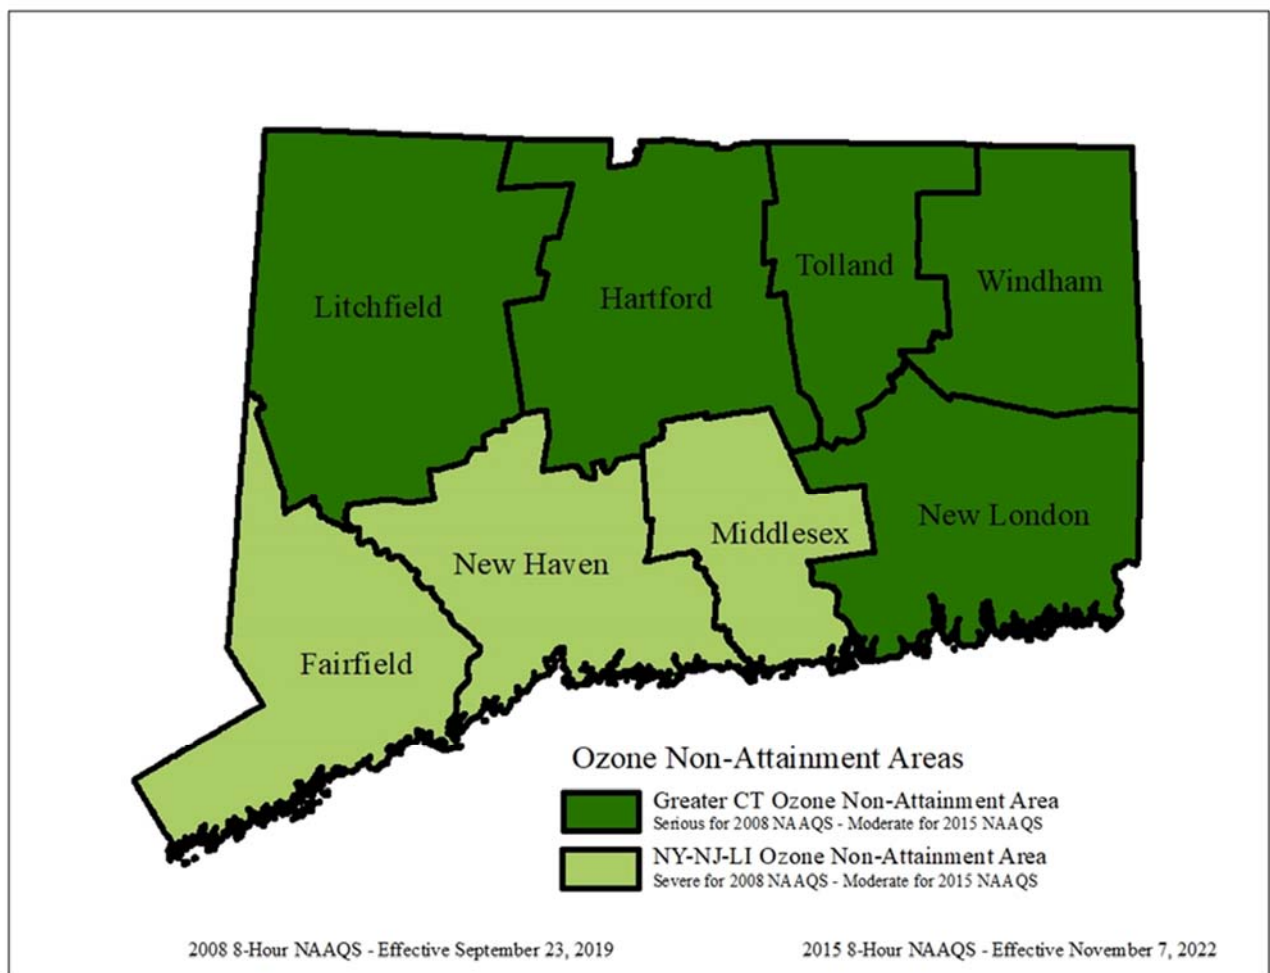 Tolland
Windham
Hartford
Litchfield
New London
Middlesex
New Haven
Fairfield
Ozone Non-Attainment Areas
Greater CT Ozone Non-Attainment Area
Serious for 2008 NAAQS - Moderate for 2015 NAAQS
NY-NJ-LI Ozone Non-Attainment Area
Severe for 2008 NAAQS - Moderate for 2015 NAAQS
2008 8-Hour NAAQS - Effective September 23, 2019
2015 8-Hour NAAQS - Effective November 7, 2022